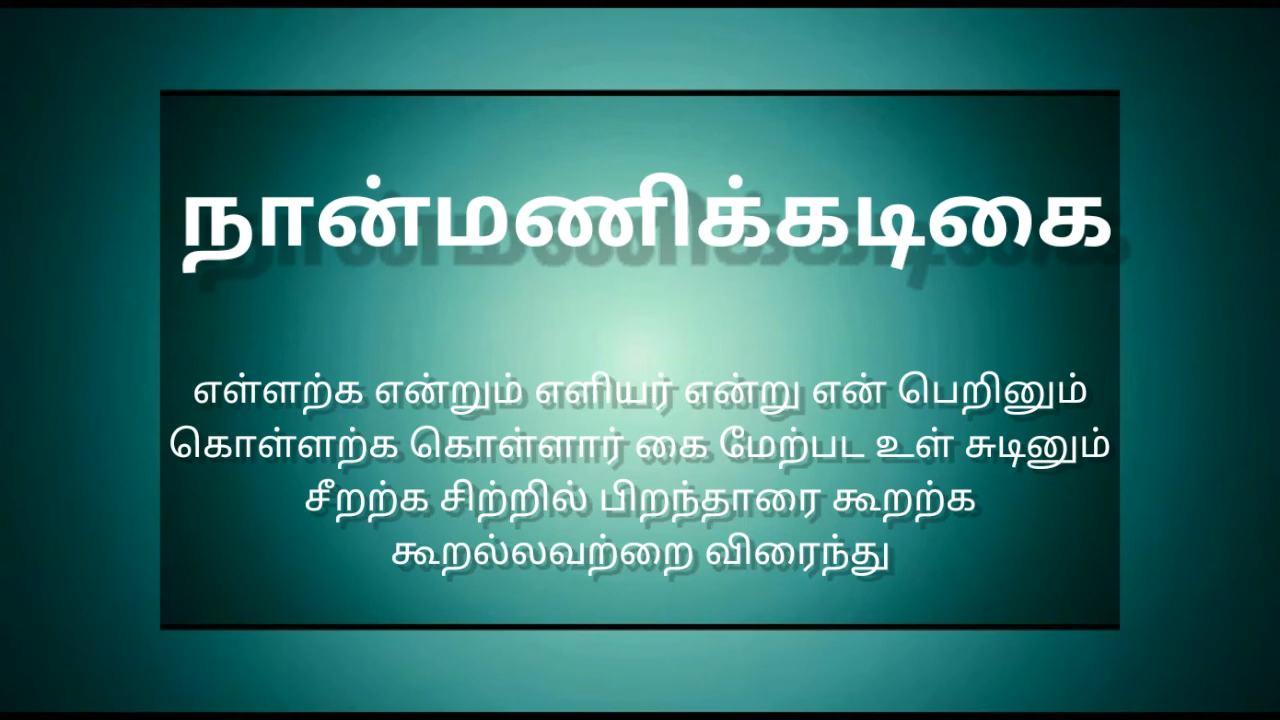 நான்மணிக்கடிகை
எள்ளற்க என்றும் எளியர் என்று என் பெறினும்
கொள்ளற்க கொள்ளார் கை மேற்பட உள் சுடினும்
சீறற்க சிற்றில் பிறந்தாரை கூறற்க
கூறல்லவற்றை விரைந்து